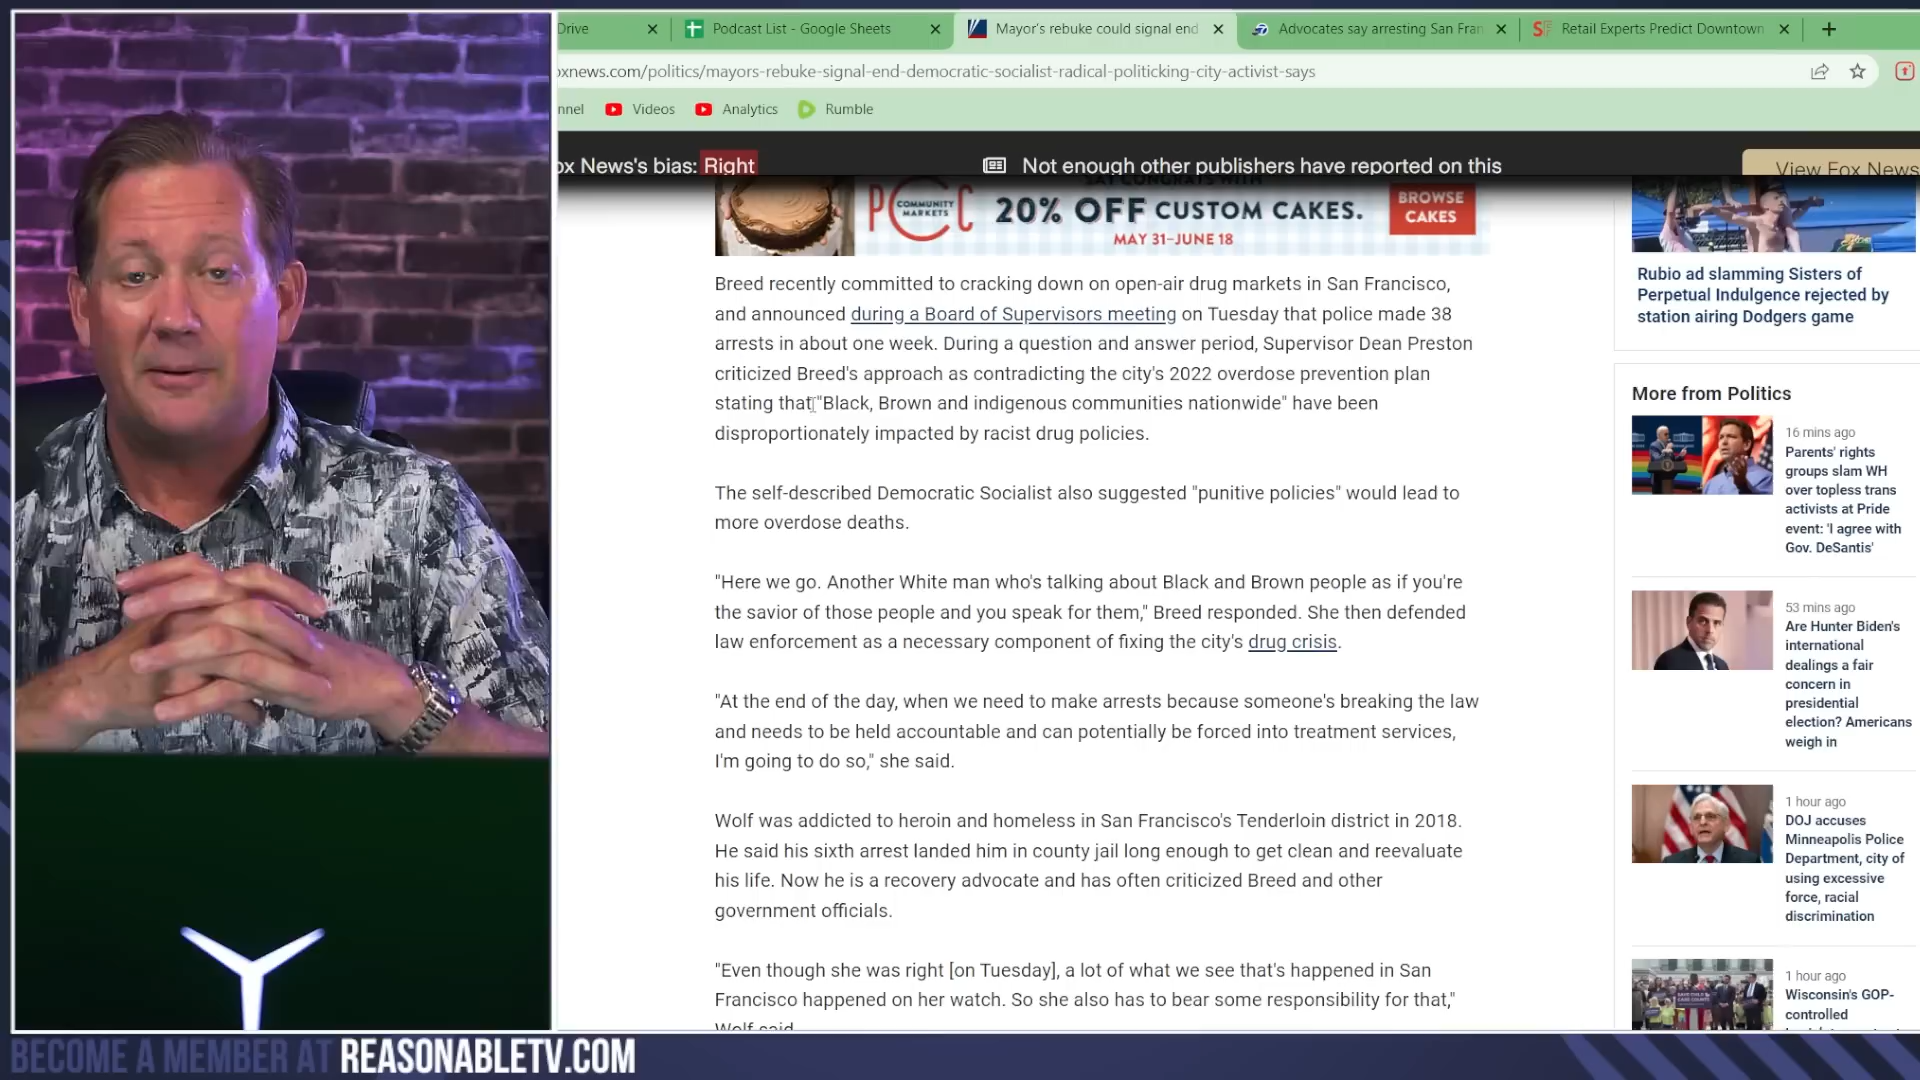 Drive
Podcast List - Google Sheets
Mayor's rebuke could signal end
Advocates say arresting San Fran
Retail Experts Predict Downtown
oxnews.com/politics/mayors-rebuke-signal-end-democratic-socialist-radical-politicking-city-activist-says
nnel
Videos
Analytics
Rumble
ox News's bias: Right
Not enough other publishers have reported on this
View Fox News
SAY CONGRATS WITH
PCC
COMMUNITY
MARKETS
20% OFF CUSTOM CAKES.
MAY 31–JUNE 18
BROWSE
CAKES
Breed recently committed to cracking down on open-air drug markets in San Francisco,
and announced during a Board of Supervisors meeting on Tuesday that police made 38
arrests in about one week. During a question and answer period, Supervisor Dean Preston
criticized Breed's approach as contradicting the city's 2022 overdose prevention plan
stating that "Black, Brown and indigenous communities nationwide" have been
disproportionately impacted by racist drug policies.
The self-described Democratic Socialist also suggested "punitive policies" would lead to
more overdose deaths.
"Here we go. Another White man who's talking about Black and Brown people as if you're
the savior of those people and you speak for them," Breed responded. She then defended
law enforcement as a necessary component of fixing the city's drug crisis.
"At the end of the day, when we need to make arrests because someone's breaking the law
and needs to be held accountable and can potentially be forced into treatment services,
I'm going to do so," she said.
Wolf was addicted to heroin and homeless in San Francisco's Tenderloin district in 2018.
He said his sixth arrest landed him in county jail long enough to get clean and reevaluate
his life. Now he is a recovery advocate and has often criticized Breed and other
government officials.
"Even though she was right [on Tuesday], a lot of what we see that's happened in San
Francisco happened on her watch. So she also has to bear some responsibility for that,"
Wolf said
Rubio ad slamming Sisters of
Perpetual Indulgence rejected by
station airing Dodgers game
More from Politics
16 mins ago
Parents' rights
groups slam WH
over topless trans
activists at Pride
event: 'I agree with
Gov. DeSantis'
53 mins ago
Are Hunter Biden's
international
dealings a fair
concern in
presidential
election? Americans
weigh in
1 hour ago
DOJ accuses
Minneapolis Police
Department, city of
using excessive
force, racial
discrimination
1 hour ago
Wisconsin's GOP-
controlled
BECOME A MEMBER AT REASONABLETV.COM